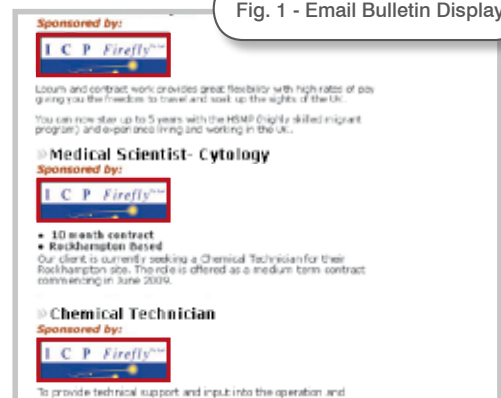 Fig. 1 - Email Bulletin Display
Sponsored by:
I C P Firefly
Locum and contract work provides great flexibility with high rates of pay
giving you the freedom to travel and soak up the sights of the UK.
You can now stay up to 5 years with the HSMP (highly skilled migrant
program) and experience living and working in the UK.
Medical Scientist- Cytology
Sponsored by:
I C P Firefly
• 10 month contract
• Rockhampton Based
Our client is currently seeking a Chemical Technician for their
Rockhampton site. The role is offered as a medium term contract
commencing in June 2009.
Chemical Technician
Sponsored by:
I C P Firefly
To provide technical support and input into the operation and